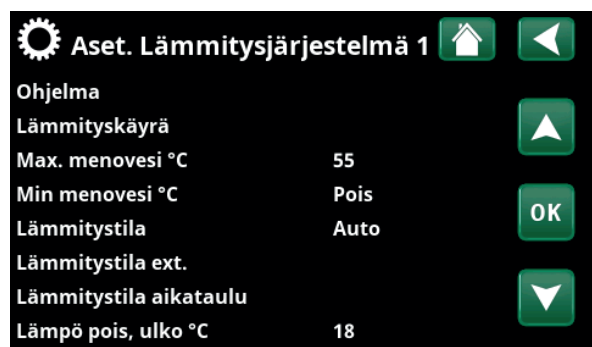 Aset. Lämmitysjärjestelmä 1
Ohjelma
Lämmityskäyrä
Max. menovesi °C 55
Min menovesi °C Pois
Lämmitystila Auto
OK
Lämmitystila ext.
Lämmitystila aikataulu
Lämpö pois, ulko °C 18